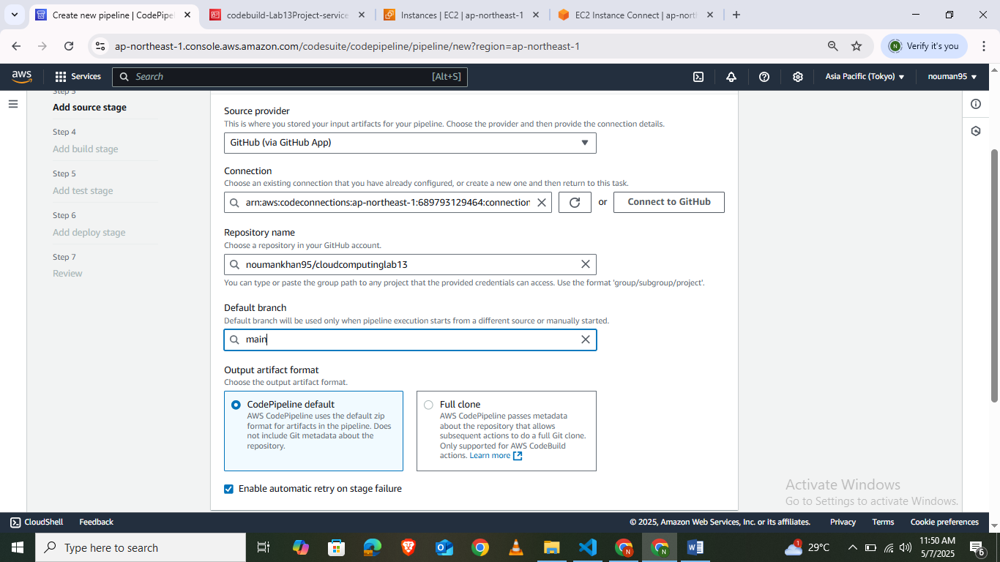 Create new pipeline | CodePipel
codebuild-Lab13Project-service
Instances | EC2 | ap-northeast-1
EC2 Instance Connect | ap-nort
ap-northeast-1.console.aws.amazon.com/codesuite/codepipeline/pipeline/new?region=ap-northeast-1
N
Verify it's you
aws
Services
Search
[Alt+S]
Asia Pacific (Tokyo)
nouman95
Step 3
Add source stage
Step 4
Add build stage
Step 5
Add test stage
Step 6
Add deploy stage
Step 7
Review
Source provider
This is where you stored your input artifacts for your pipeline. Choose the provider and then provide the connection details.
GitHub (via GitHub App)
Connection
Choose an existing connection that you have already configured, or create a new one and then return to this task.
arn:aws:codeconnections:ap-northeast-1:689793129464:connection
or
Connect to GitHub
Repository name
Choose a repository in your GitHub account.
noumankhan95/cloudcomputinglab13
You can type or paste the group path to any project that the provided credentials can access. Use the format 'group/subgroup/project'.
Default branch
Default branch will be used only when pipeline execution starts from a different source or manually started.
main
Output artifact format
Choose the output artifact format.
CodePipeline default
AWS CodePipeline uses the default zip
format for artifacts in the pipeline. Does
not include Git metadata about the
repository.
Full clone
AWS CodePipeline passes metadata
about the repository that allows
subsequent actions to do a full Git clone.
Only supported for AWS CodeBuild
actions. Learn more
Enable automatic retry on stage failure
Activate Windows
Go to Settings to activate Windows.
CloudShell
Feedback
© 2025, Amazon Web Services, Inc. or its affiliates.
Privacy
Terms
Cookie preferences
Type here to search
1
29°C
11:50 AM
5/7/2025
6